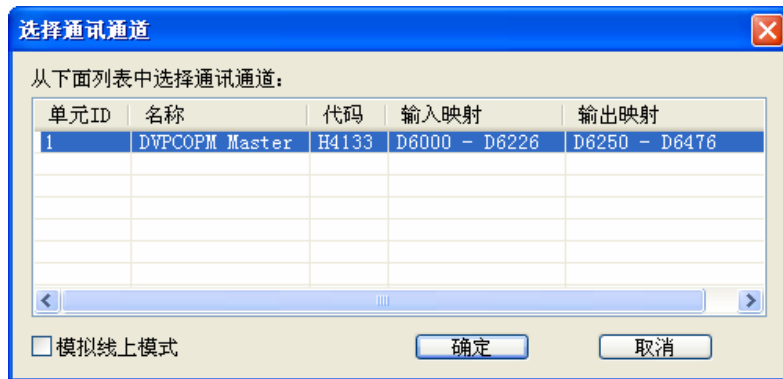 选择通讯通道
从下面列表中选择通讯通道：
单元ID 名称 代码 输入映射 输出映射
1 DVPCOPM Master H4133 D6000 - D6226 D6250 - D6476
模拟线上模式 确定 取消